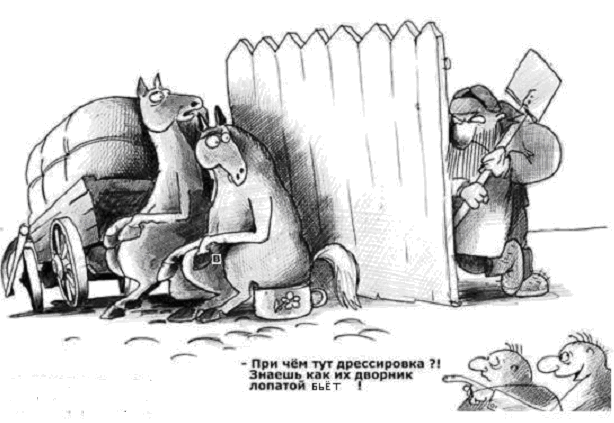 В
- При чём тут дрессировка ?!
Знаешь как их дворник
лопатой бьёт !